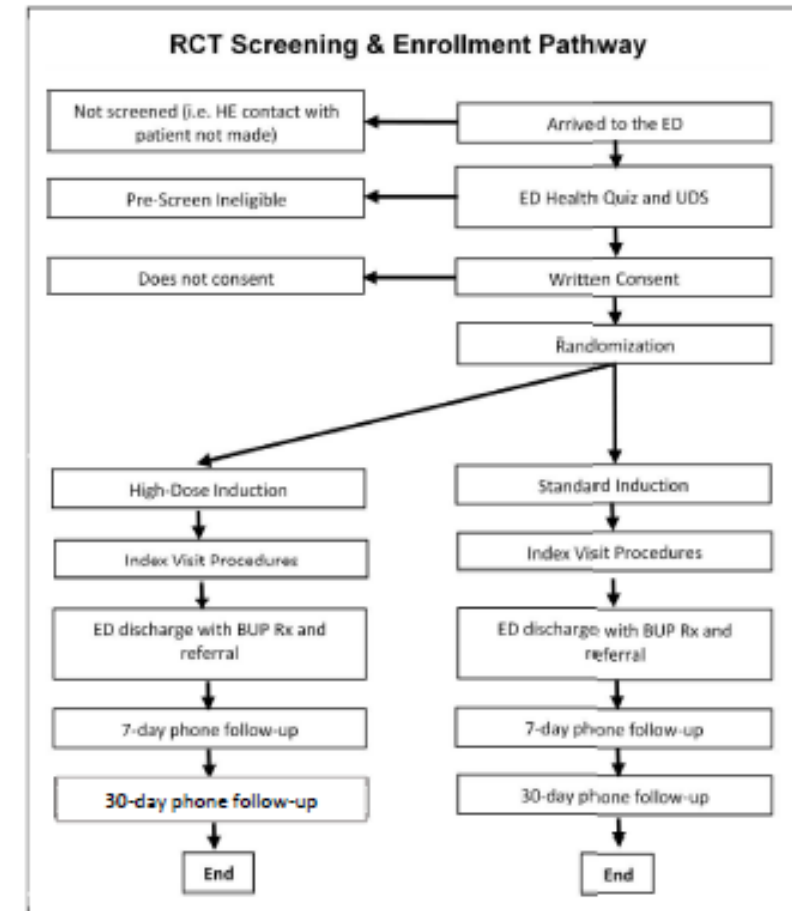 RCT Screening & Enrollment Pathway
Not screened (i.e. HE contact with
patient not made)
Arrived to the ED
Pre-Screen Ineligible
ED Health Quiz and UDS
Does not consent
Written Consent
Randomization
High-Dose Induction
Standard Induction
Index Visit Procedures
Index Visit Procedures
ED discharge with BUP Rx and
referral
ED discharge with BUP Rx and
referral
7-day phone follow-up
7-day phone follow-up
30-day phone follow-up
30-day phone follow-up
End
End